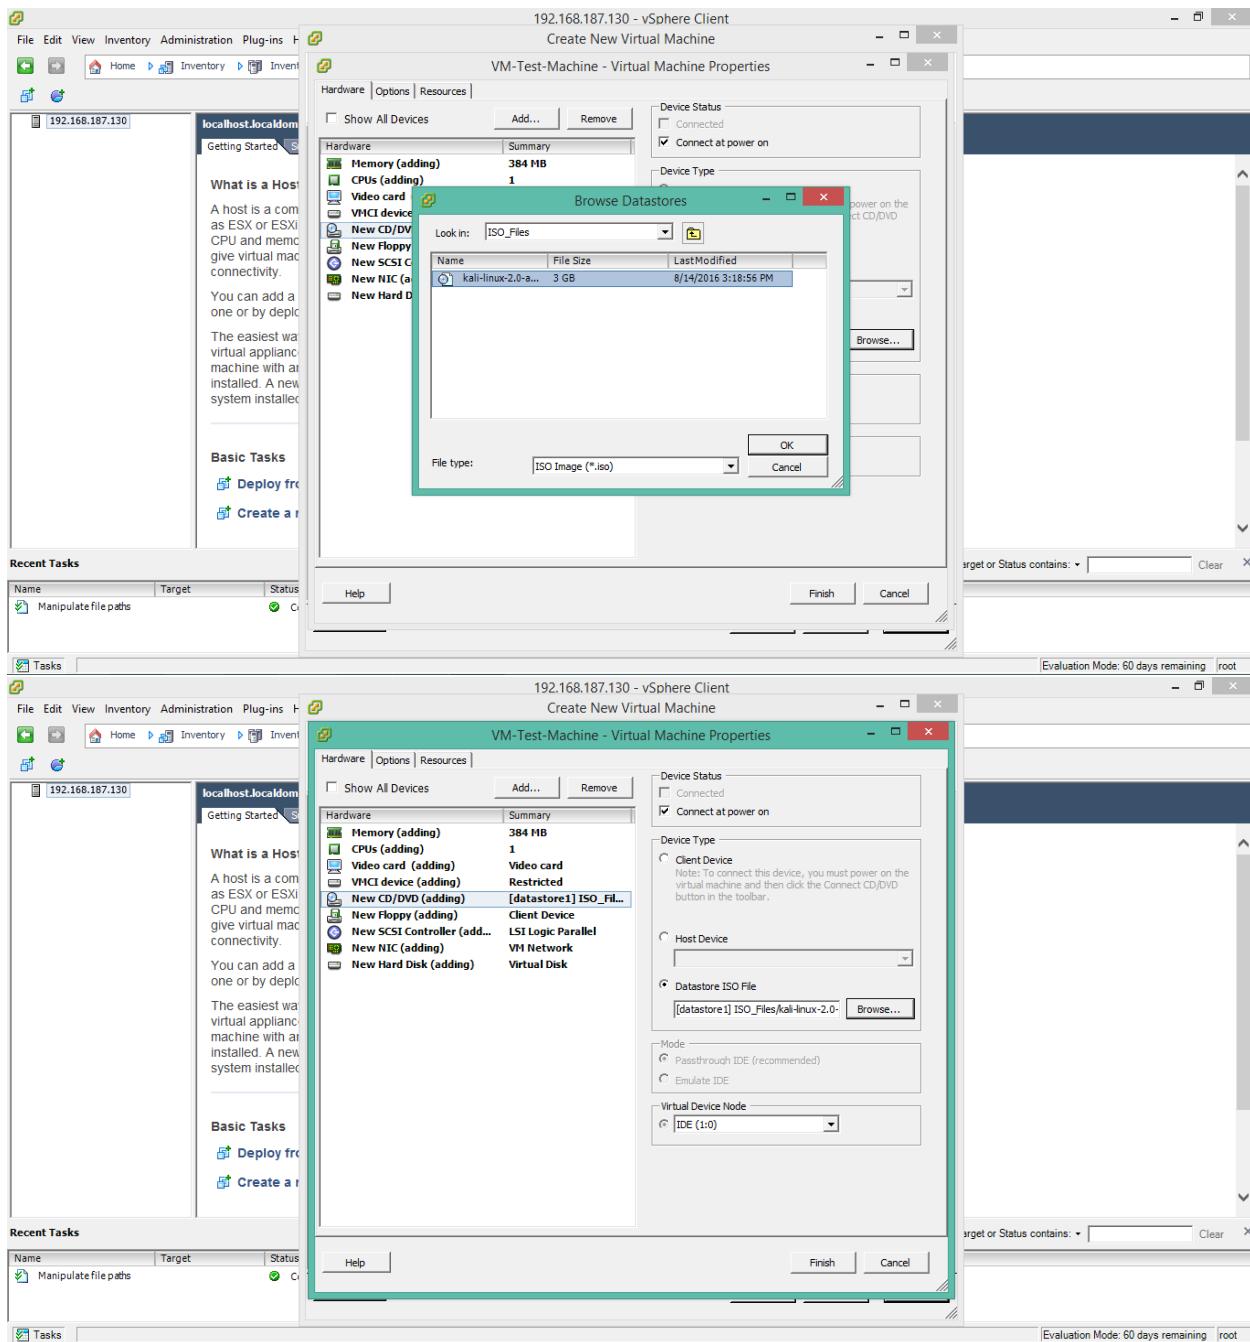 192.168.187.130 - vSphere Client
File Edit View Inventory Administration Plug-ins
Create New Virtual Machine
Home Inventory
VM-Test-Machine - Virtual Machine Properties
Hardware Options Resources
Show All Devices Add... Remove
Device Status
Connected
Connect at power on
192.168.187.130
Getting Started
Hardware Summary
Memory (adding) 384 MB
CPUs (adding) 1
Video card
VMCI device
New Floppy
New NIC
Device Type
power on the
CD/DVD
Browse...
Browse Datastores
Look in: ISO_Files
Name File Size Last Modified
kali-linux-2.0-a... 3 GB 8/14/2016 3:18:56 PM
OK
File type: ISO Image (*.iso)
Cancel
What is a Host
A host is a com
as ESX or ESXi
CPU and memo
give virtual mac
connectivity.
You can add a
one or by deplo
The easiest way
virtual applianc
machine with an
installed. A new
system installed
Basic Tasks
Deploy fro
Create a
Help Finish Cancel
Recent Tasks
Status contains: Clear
Name Target Status
Manipulate file paths
Tasks
Evaluation Mode: 60 days remaining root
192.168.187.130 - vSphere Client
File Edit View Inventory Administration Plug-ins
Create New Virtual Machine
Home Inventory
VM-Test-Machine - Virtual Machine Properties
Hardware Options Resources
Show All Devices Add... Remove
Device Status
Connected
Connect at power on
192.168.187.130
Getting Started
Hardware Summary
Memory (adding) 384 MB
CPUs (adding) 1
Video card (adding) Video card
VMCI device (adding) Restricted
New CD/DVD (adding) [datastore1] ISO_Fil...
New Floppy (adding) Client Device
New SCSI Controller (add... LSI Logic Parallel
New NIC (adding) VM Network
New Hard Disk (adding) Virtual Disk
Device Type
Client Device
Note: To connect this device, you must power on the
virtual machine and then click the Connect CD/DVD
button in the toolbar.
Host Device
Datastore ISO File
[datastore1] ISO_Files/kali-linux-2.0- Browse...
Mode
Passthrough IDE (recommended)
Emulate IDE
Virtual Device Node
IDE (1:0)
What is a Host
A host is a com
as ESX or ESXi
CPU and memo
give virtual mac
connectivity.
You can add a
one or by deplo
The easiest way
virtual applianc
machine with an
installed. A new
system installed
Basic Tasks
Deploy fro
Create a
Help Finish Cancel
Recent Tasks
Status contains: Clear
Name Target Status
Manipulate file paths
Tasks
Evaluation Mode: 60 days remaining root